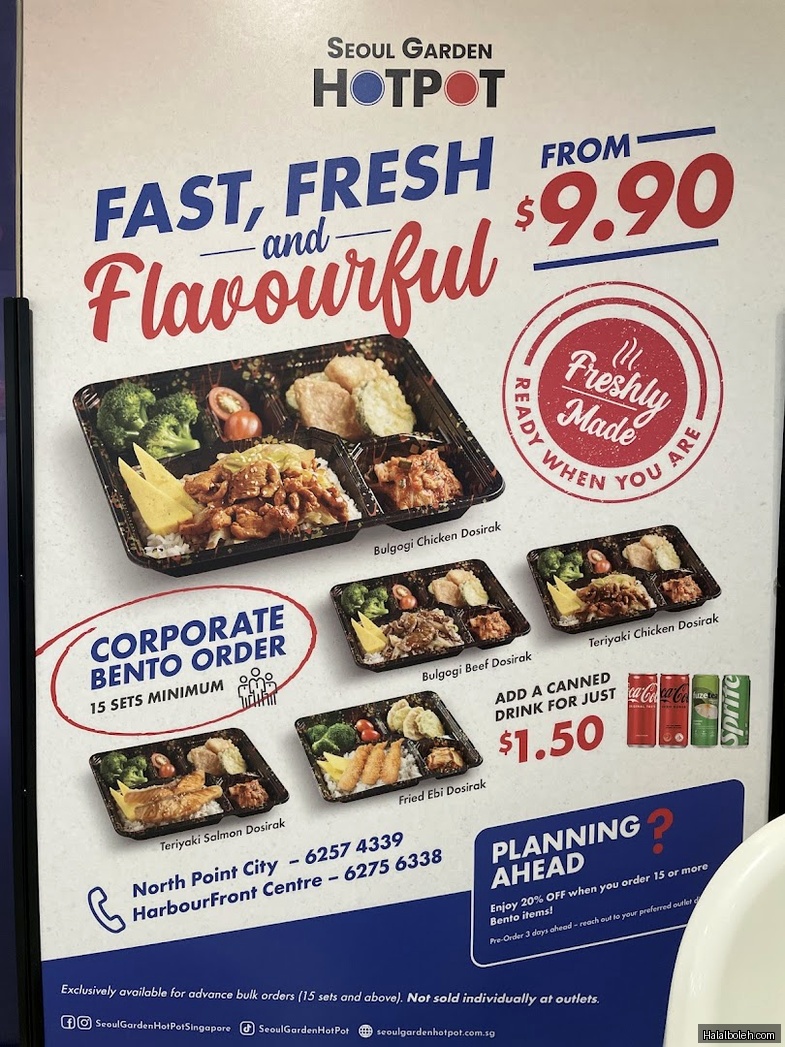 SEOUL GARDEN
HOTPOT
FAST, FRESH
and
Flavourful
FROM
$9.90
Freshly
Made
READY WHEN YOU ARE
Bulgogi Chicken Dosirak
CORPORATE
BENTO ORDER
15 SETS MINIMUM
Bulgogi Beef Dosirak
Teriyaki Chicken Dosirak
ADD A CANNED
DRINK FOR JUST
$1.50
Sprite
Teriyaki Salmon Dosirak
Fried Ebi Dosirak
North Point City – 6257 4339
HarbourFront Centre – 6275 6338
PLANNING
AHEAD ?
Enjoy 20% OFF when you order 15 or more
Bento items!
Pre-Order 3 days ahead – reach out to your preferred outlet
Exclusively available for advance bulk orders (15 sets and above). Not sold individually at outlets.
SeoulGardenHotPotSingapore SeoulGardenHotPot seoulgardenhotpot.com.sg
Halalboleh.com